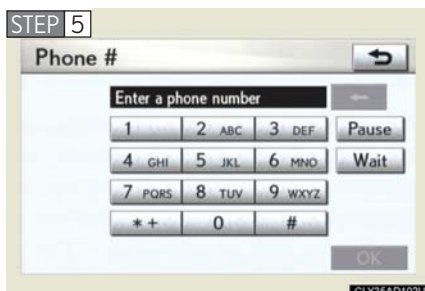 STEP 5
Phone #
Enter a phone number
1 2 ABC 3 DEF Pause
4 GHI 5 JKL 6 MNO Wait
7 PQRS 8 TUV 9 WXYZ
* + 0 #
OK